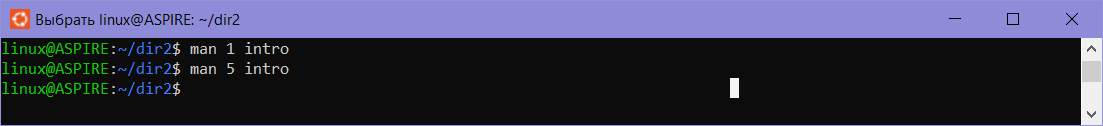 Выбрать linux@ASPIRE: ~/dir2
linux@ASPIRE:~/dir2$ man 1 intro
linux@ASPIRE:~/dir2$ man 5 intro
linux@ASPIRE:~/dir2$